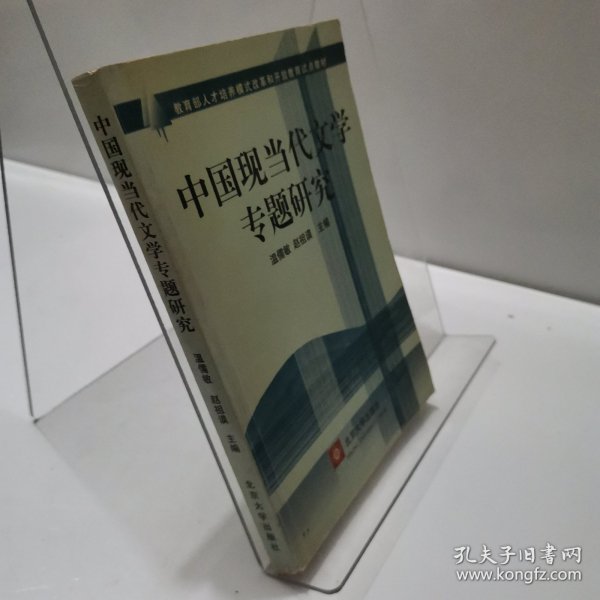 教育部人才培养模式改革和开放教育试点教材
中国现当代文学
专题研究
温儒敏 赵祖谟 主编
北京大学出版社
中国现当代文学专题研究
温儒敏 赵祖谟 主编
北京大学出版社
孔夫子旧书网
www.kongfz.com